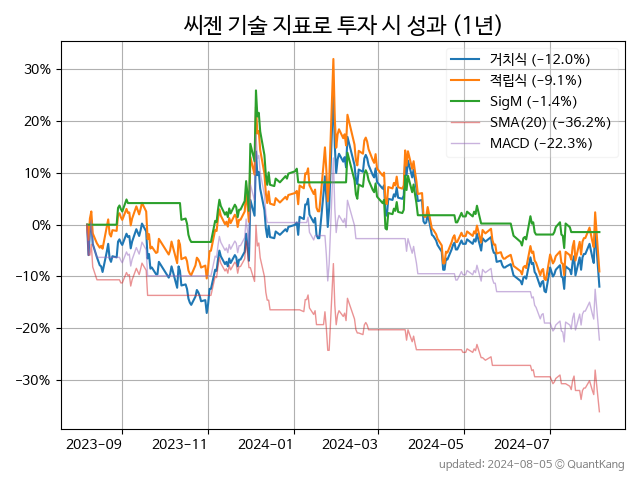 씨젠 기술 지표로 투자 시 성과 (1년)
거치식 (−12.0%)
적립식 (−9.1%)
SigM (−1.4%)
SMA(20) (−36.2%)
MACD (−22.3%)
30%
20%
10%
0%
−10%
−20%
−30%
2023-09
2023-11
2024-01
2024-03
2024-05
2024-07
updated: 2024-08-05 © QuantKang